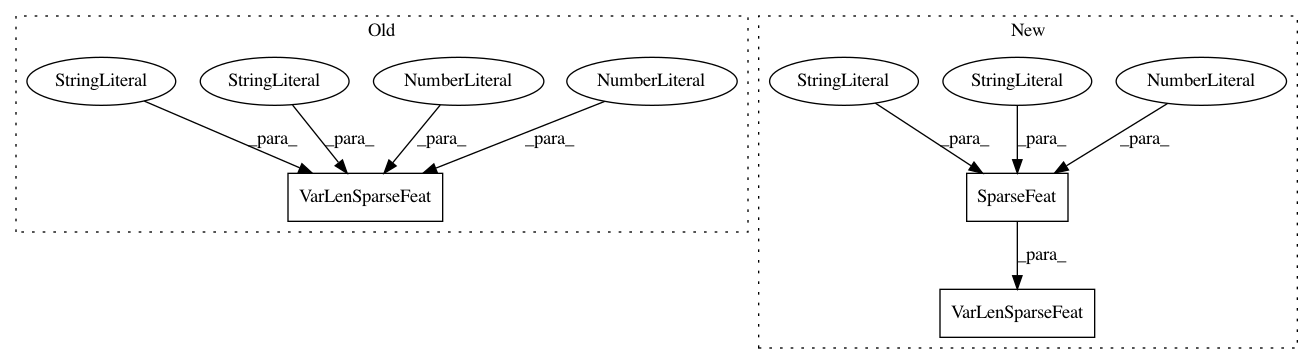 Old
New
StringLiteral
StringLiteral
NumberLiteral
NumberLiteral
StringLiteral
StringLiteral
NumberLiteral
_para_
_para_
_para_
_para_
_para_
_para_
_para_
VarLenSparseFeat
SparseFeat
_para_
VarLenSparseFeat